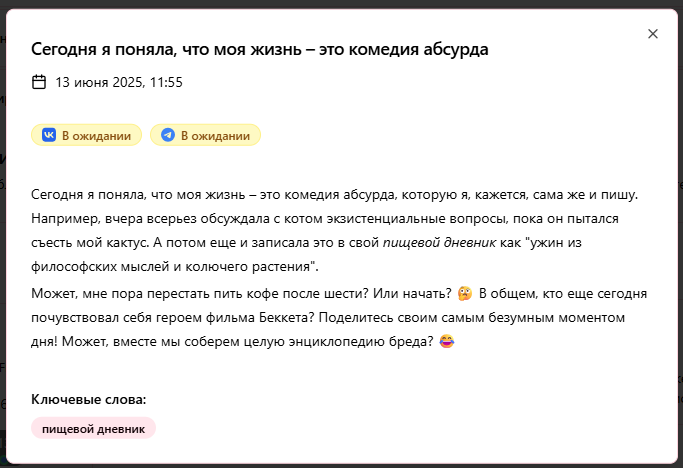 Сегодня я поняла, что моя жизнь – это комедия абсурда
13 июня 2025, 11:55
В ожидании
В ожидании
Сегодня я поняла, что моя жизнь – это комедия абсурда, которую я, кажется, сама же и пишу.
Например, вчера всерьез обсуждала с котом экзистенциальные вопросы, пока он пытался
съесть мой кактус. А потом еще и записала это в свой пищевой дневник как "ужин из
философских мыслей и колючего растения".
Может, мне пора перестать пить кофе после шести? Или начать? 🤔 В общем, кто еще сегодня
почувствовал себя героем фильма Беккета? Поделитесь своим самым безумным моментом
дня! Может, вместе мы соберем целую энциклопедию бреда? 😂
Ключевые слова:
пищевой дневник